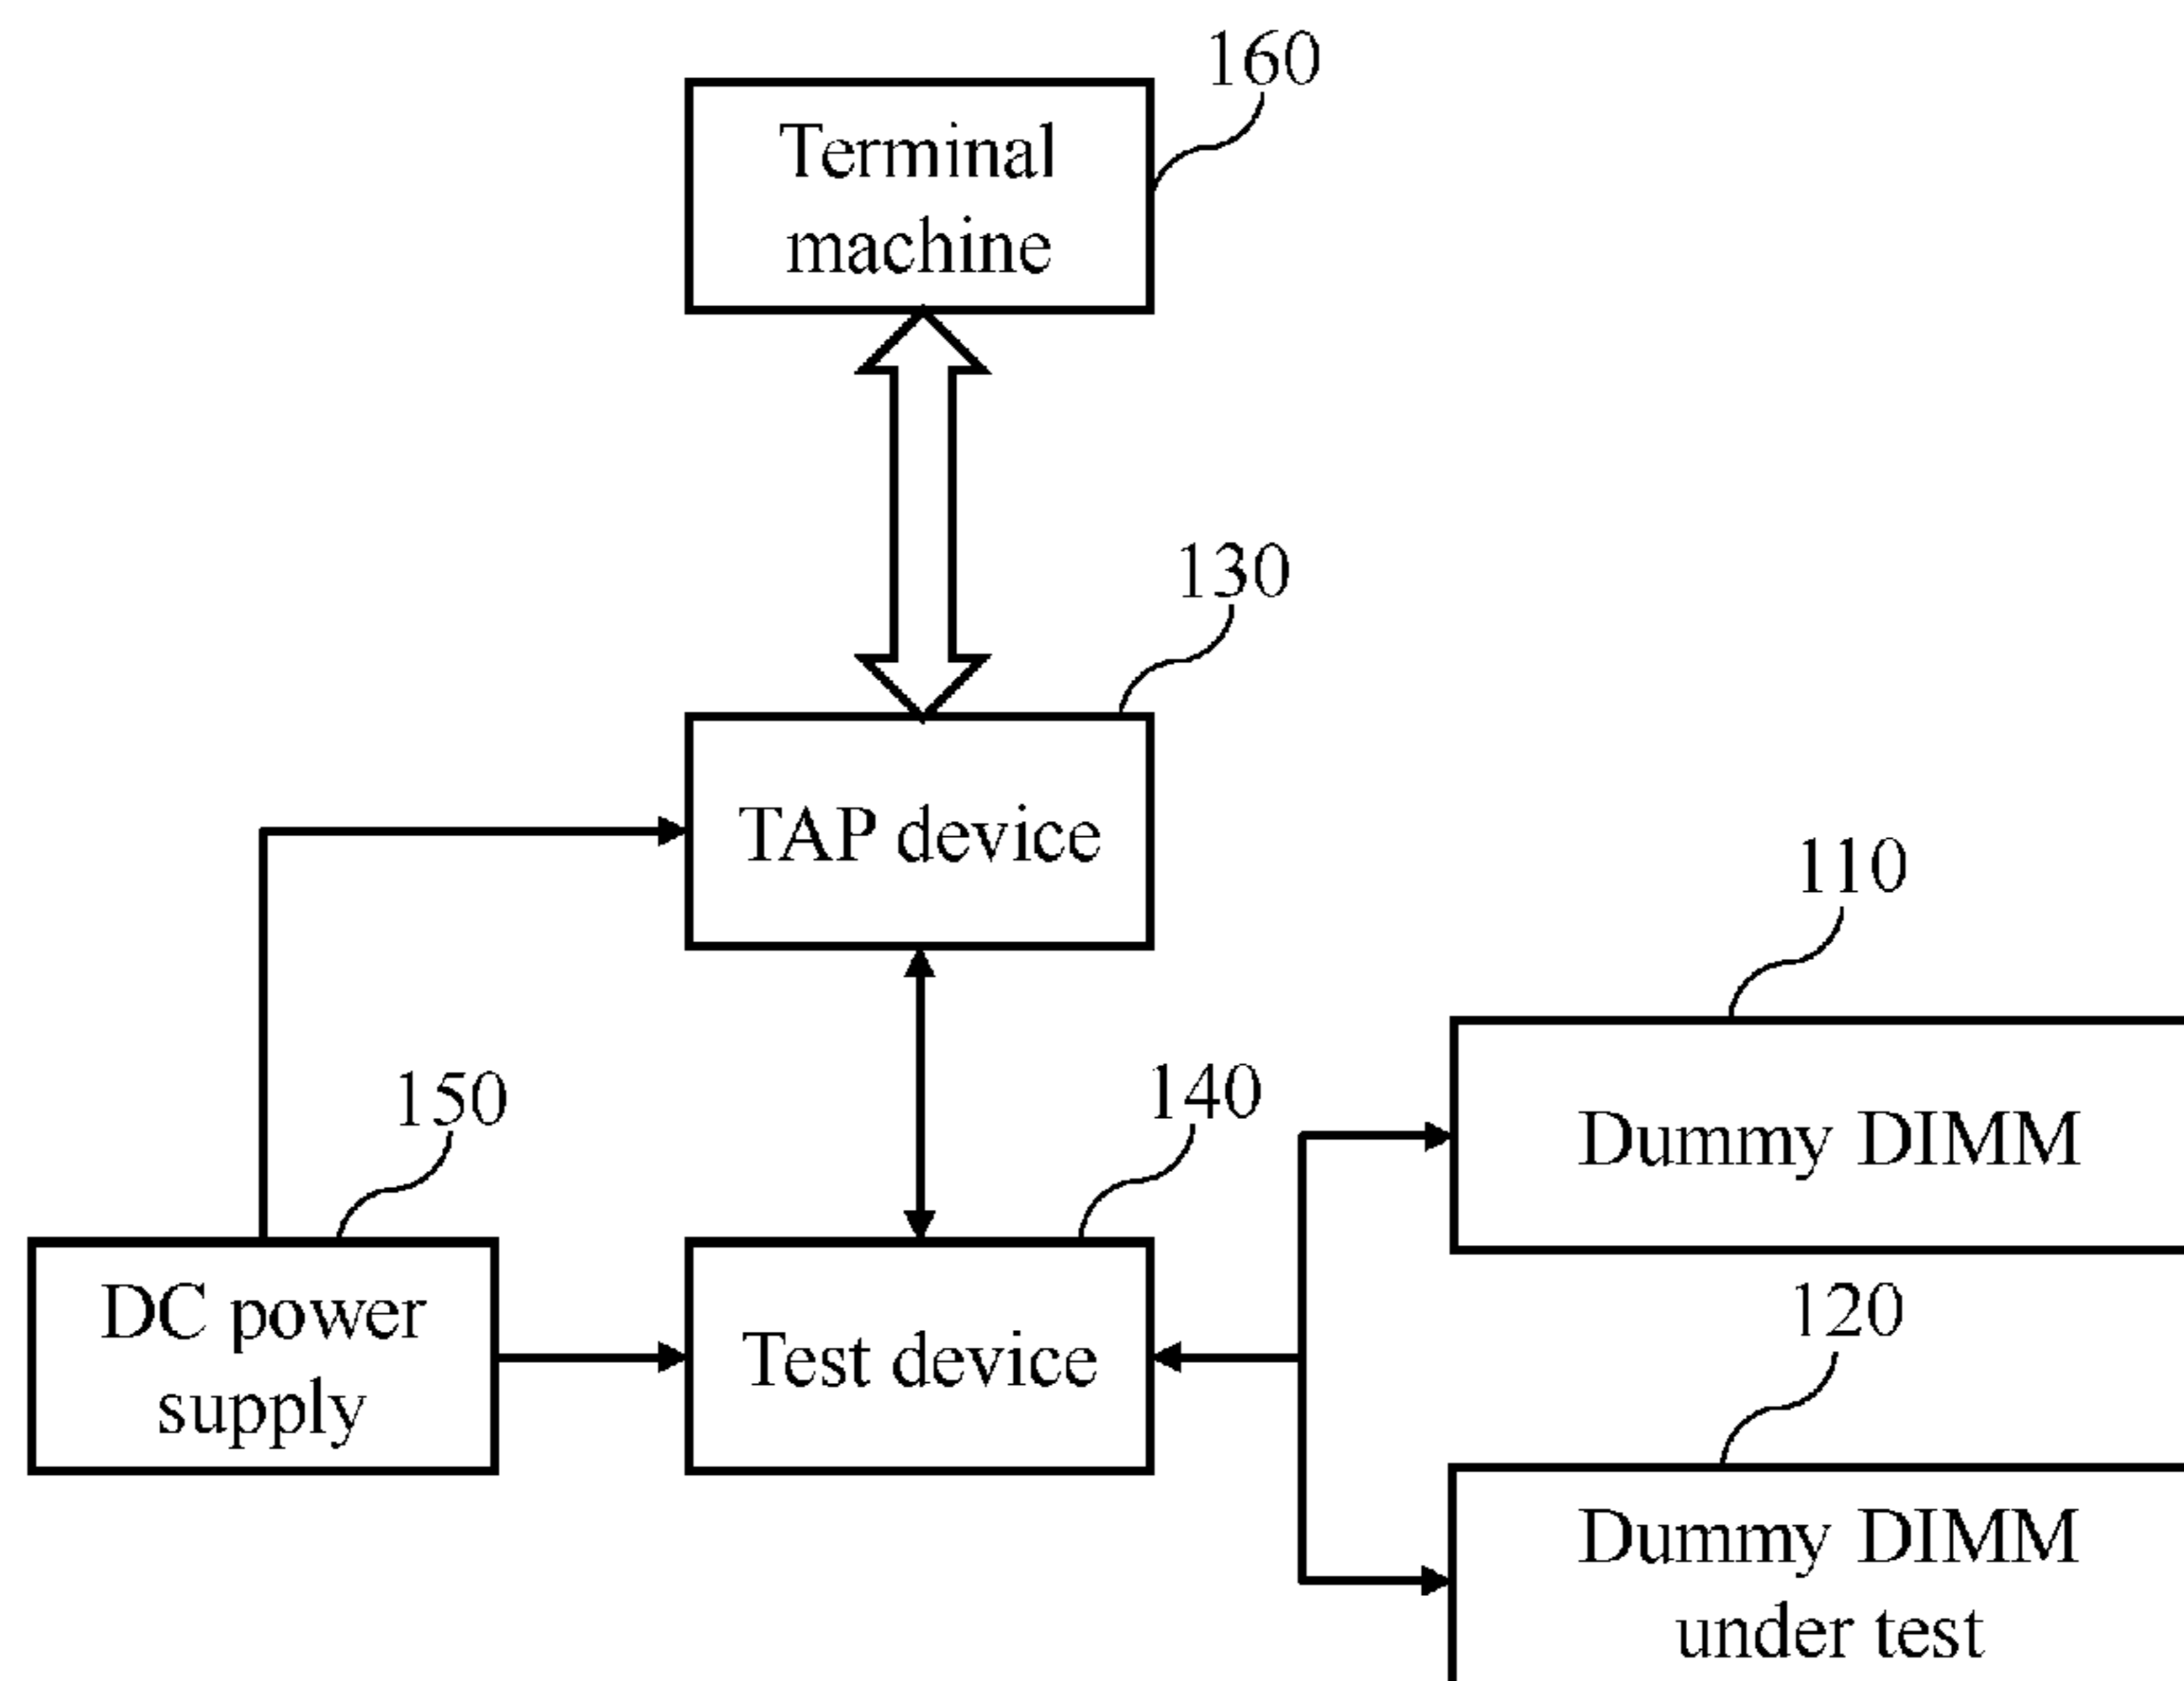 160
Terminal
machine
130
TAP device
110
150
140
Dummy DIMM
DC power
supply
120
Test device
Dummy DIMM
under test